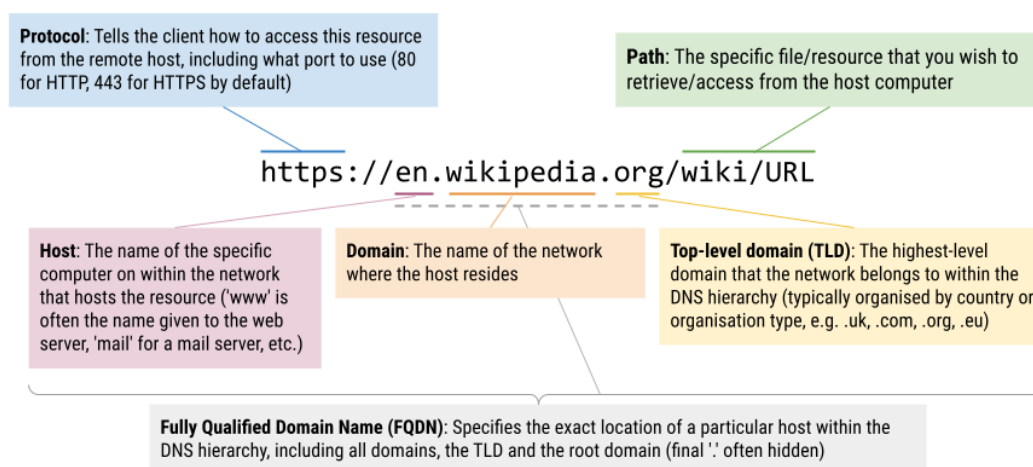 Protocol: Tells the client how to access this resource
from the remote host, including what port to use (80
for HTTP, 443 for HTTPS by default)
Path: The specific file/resource that you wish to
retrieve/access from the host computer
https://en.wikipedia.org/wiki/URL
Host: The name of the specific
computer on within the network
that hosts the resource ('www' is
often the name given to the web
server, 'mail' for a mail server, etc.)
Domain: The name of the network
where the host resides
Top-level domain (TLD): The highest-level
domain that the network belongs to within the
DNS hierarchy (typically organised by country or
organisation type, e.g. .uk, .com, .org, .eu)
Fully Qualified Domain Name (FQDN): Specifies the exact location of a particular host within the
DNS hierarchy, including all domains, the TLD and the root domain (final '.' often hidden)